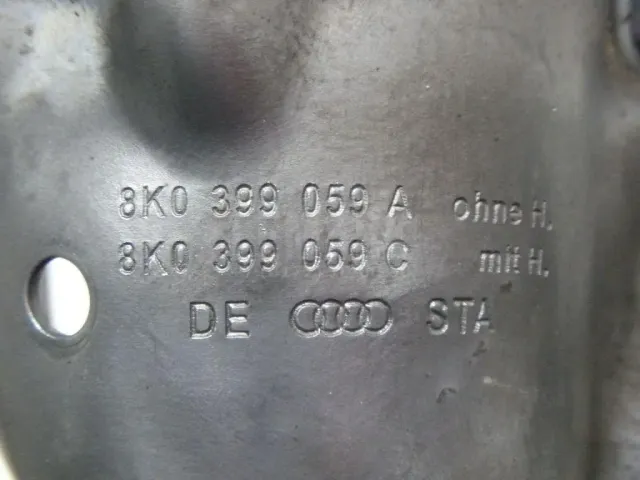 8K0 399 059 A ohne H.
8K0 399 059 C mit H.
DE STA